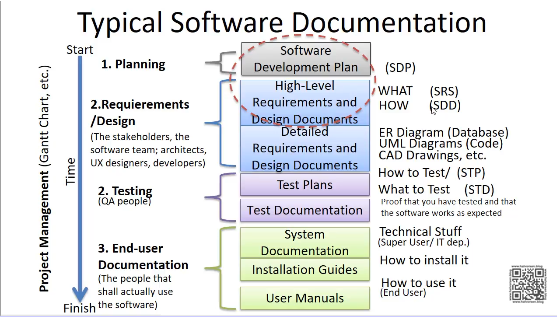 Typical Software Documentation
Start
Time
Finish
Project Management (Gantt Chart, etc.)
1. Planning
Software
Development Plan
(SDP)
2.Requierements
/Design
(The stakeholders, the
software team; architects,
UX designers, developers)
High-Level
Requirements and
Design Documents
WHAT (SRS)
HOW (SDD)
Detailed
Requirements and
Design Documents
ER Diagram (Database)
UML Diagrams (Code)
CAD Drawings, etc.
2. Testing
(QA people)
Test Plans
How to Test/ (STP)
What to Test (STD)
Test Documentation
Proof that you have tested and that
the software works as expected
3. End-user
Documentation
(The people that
shall actually use
the software)
System
Documentation
Technical Stuff
(Super User/ IT dep.)
Installation Guides
How to install it
User Manuals
How to use it
(End User)